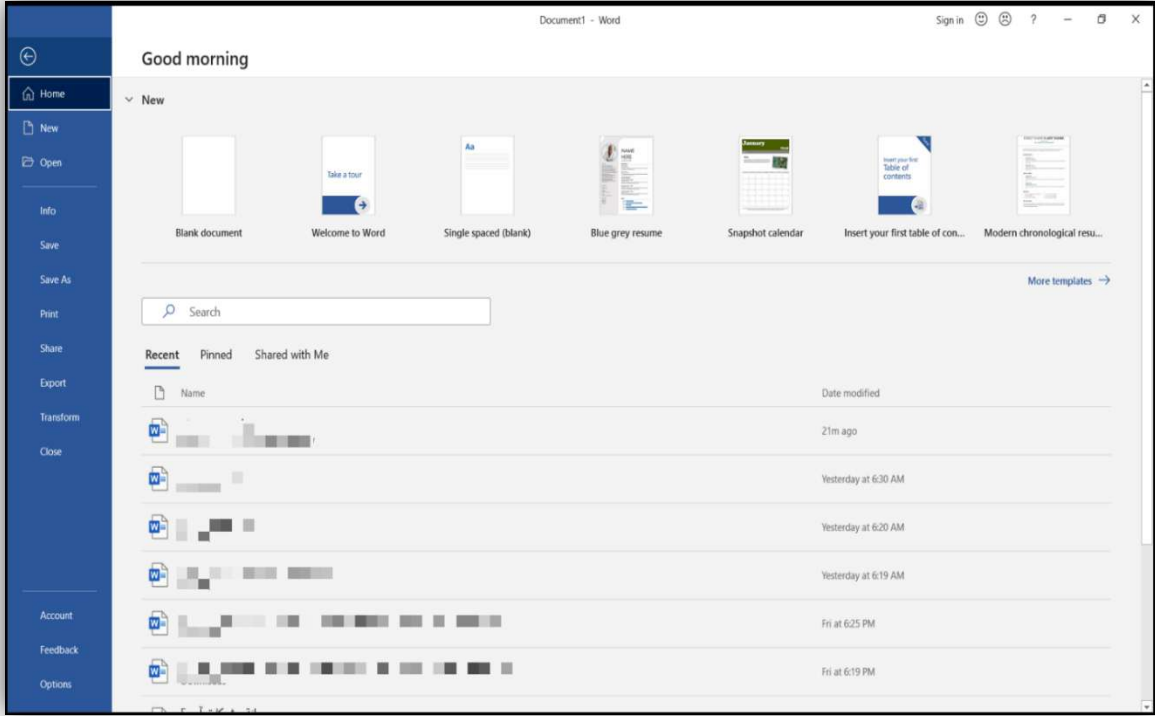 Document1 - Word
Sign in
?
Good morning
Home
New
Open
Info
Save
Save As
Print
Share
Export
Transform
Close
Account
Feedback
Options
New
Aa
Take a tour
NAME
HERE
January
Insert your first
Table of
contents
Blank document
Welcome to Word
Single spaced (blank)
Blue grey resume
Snapshot calendar
Insert your first table of con...
Modern chronological resu...
More templates
Search
Recent Pinned Shared with Me
Name Date modified
21m ago
Yesterday at 6:30 AM
Yesterday at 6:20 AM
Yesterday at 6:19 AM
Fri at 6:25 PM
Fri at 6:19 PM